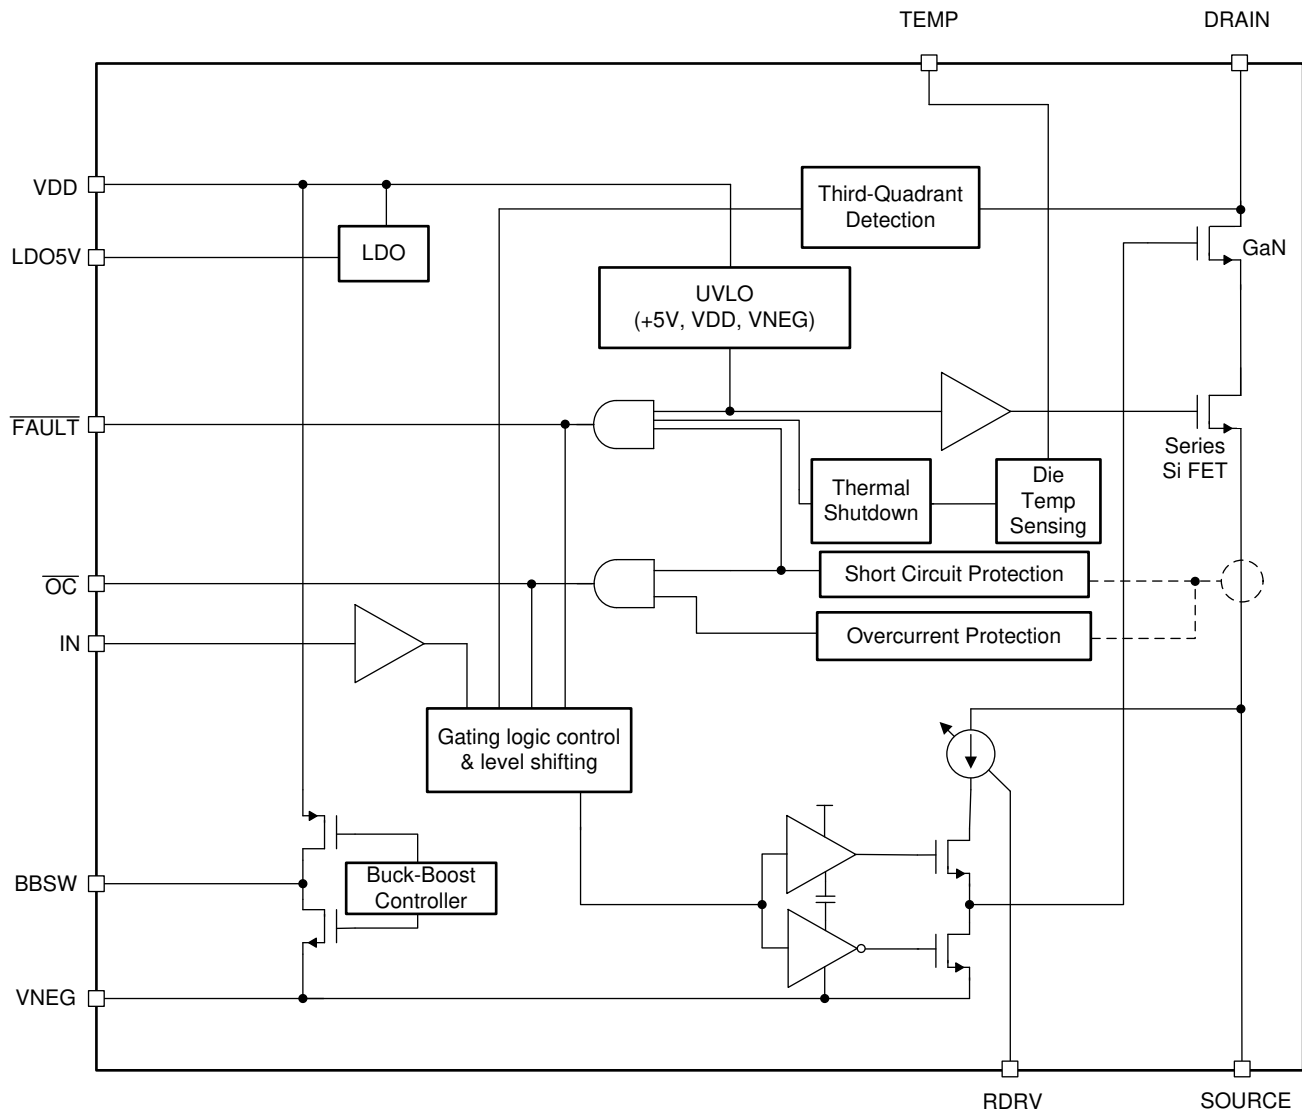 TEMP
DRAIN
VDD
LDO5V
LDO
Third-Quadrant
Detection
GaN
UVLO
(+5V, VDD, VNEG)
FAULT
Series
Si FET
Thermal
Shutdown
Die
Temp
Sensing
OC
Short Circuit Protection
IN
Overcurrent Protection
Gating logic control
& level shifting
BBSW
Buck-Boost
Controller
VNEG
RDRV
SOURCE